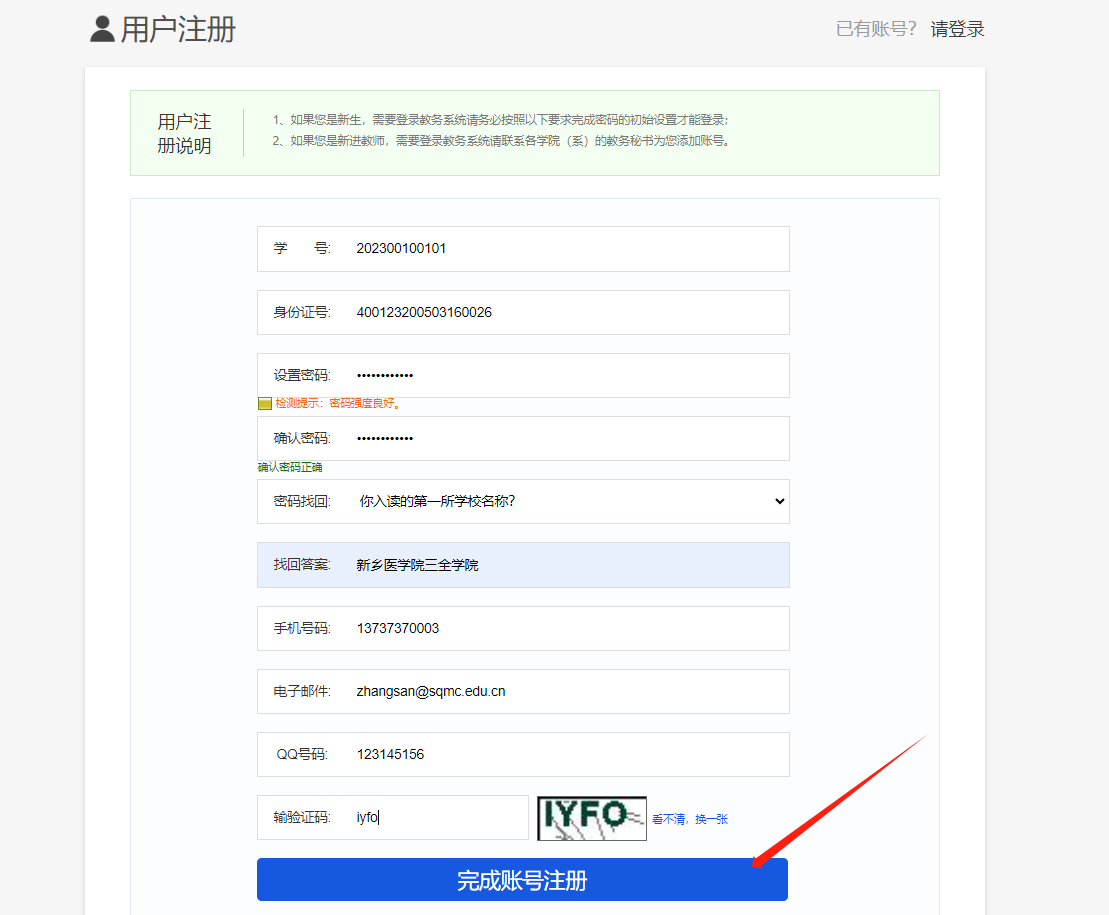 用户注册
已有账号? 请登录
用户注
册说明
1、如果您是新生，需要登录教务系统请务必按照以下要求完成密码的初始设置才能登录;
2、如果您是新进教师，需要登录教务系统请联系各学院（系）的教务秘书为您添加账号。
学 号: 202300100101
身份证号: 400123200503160026
设置密码: ••••••••••••
检测提示：密码强度良好。
确认密码: ••••••••••••
确认密码正确
密码找回: 你入读的第一所学校名称?
找回答案: 新乡医学院三全学院
手机号码: 13737370003
电子邮件: zhangsan@sqmc.edu.cn
QQ号码: 123145156
输验证码: iyfo IYFO 看不清，换一张
完成账号注册